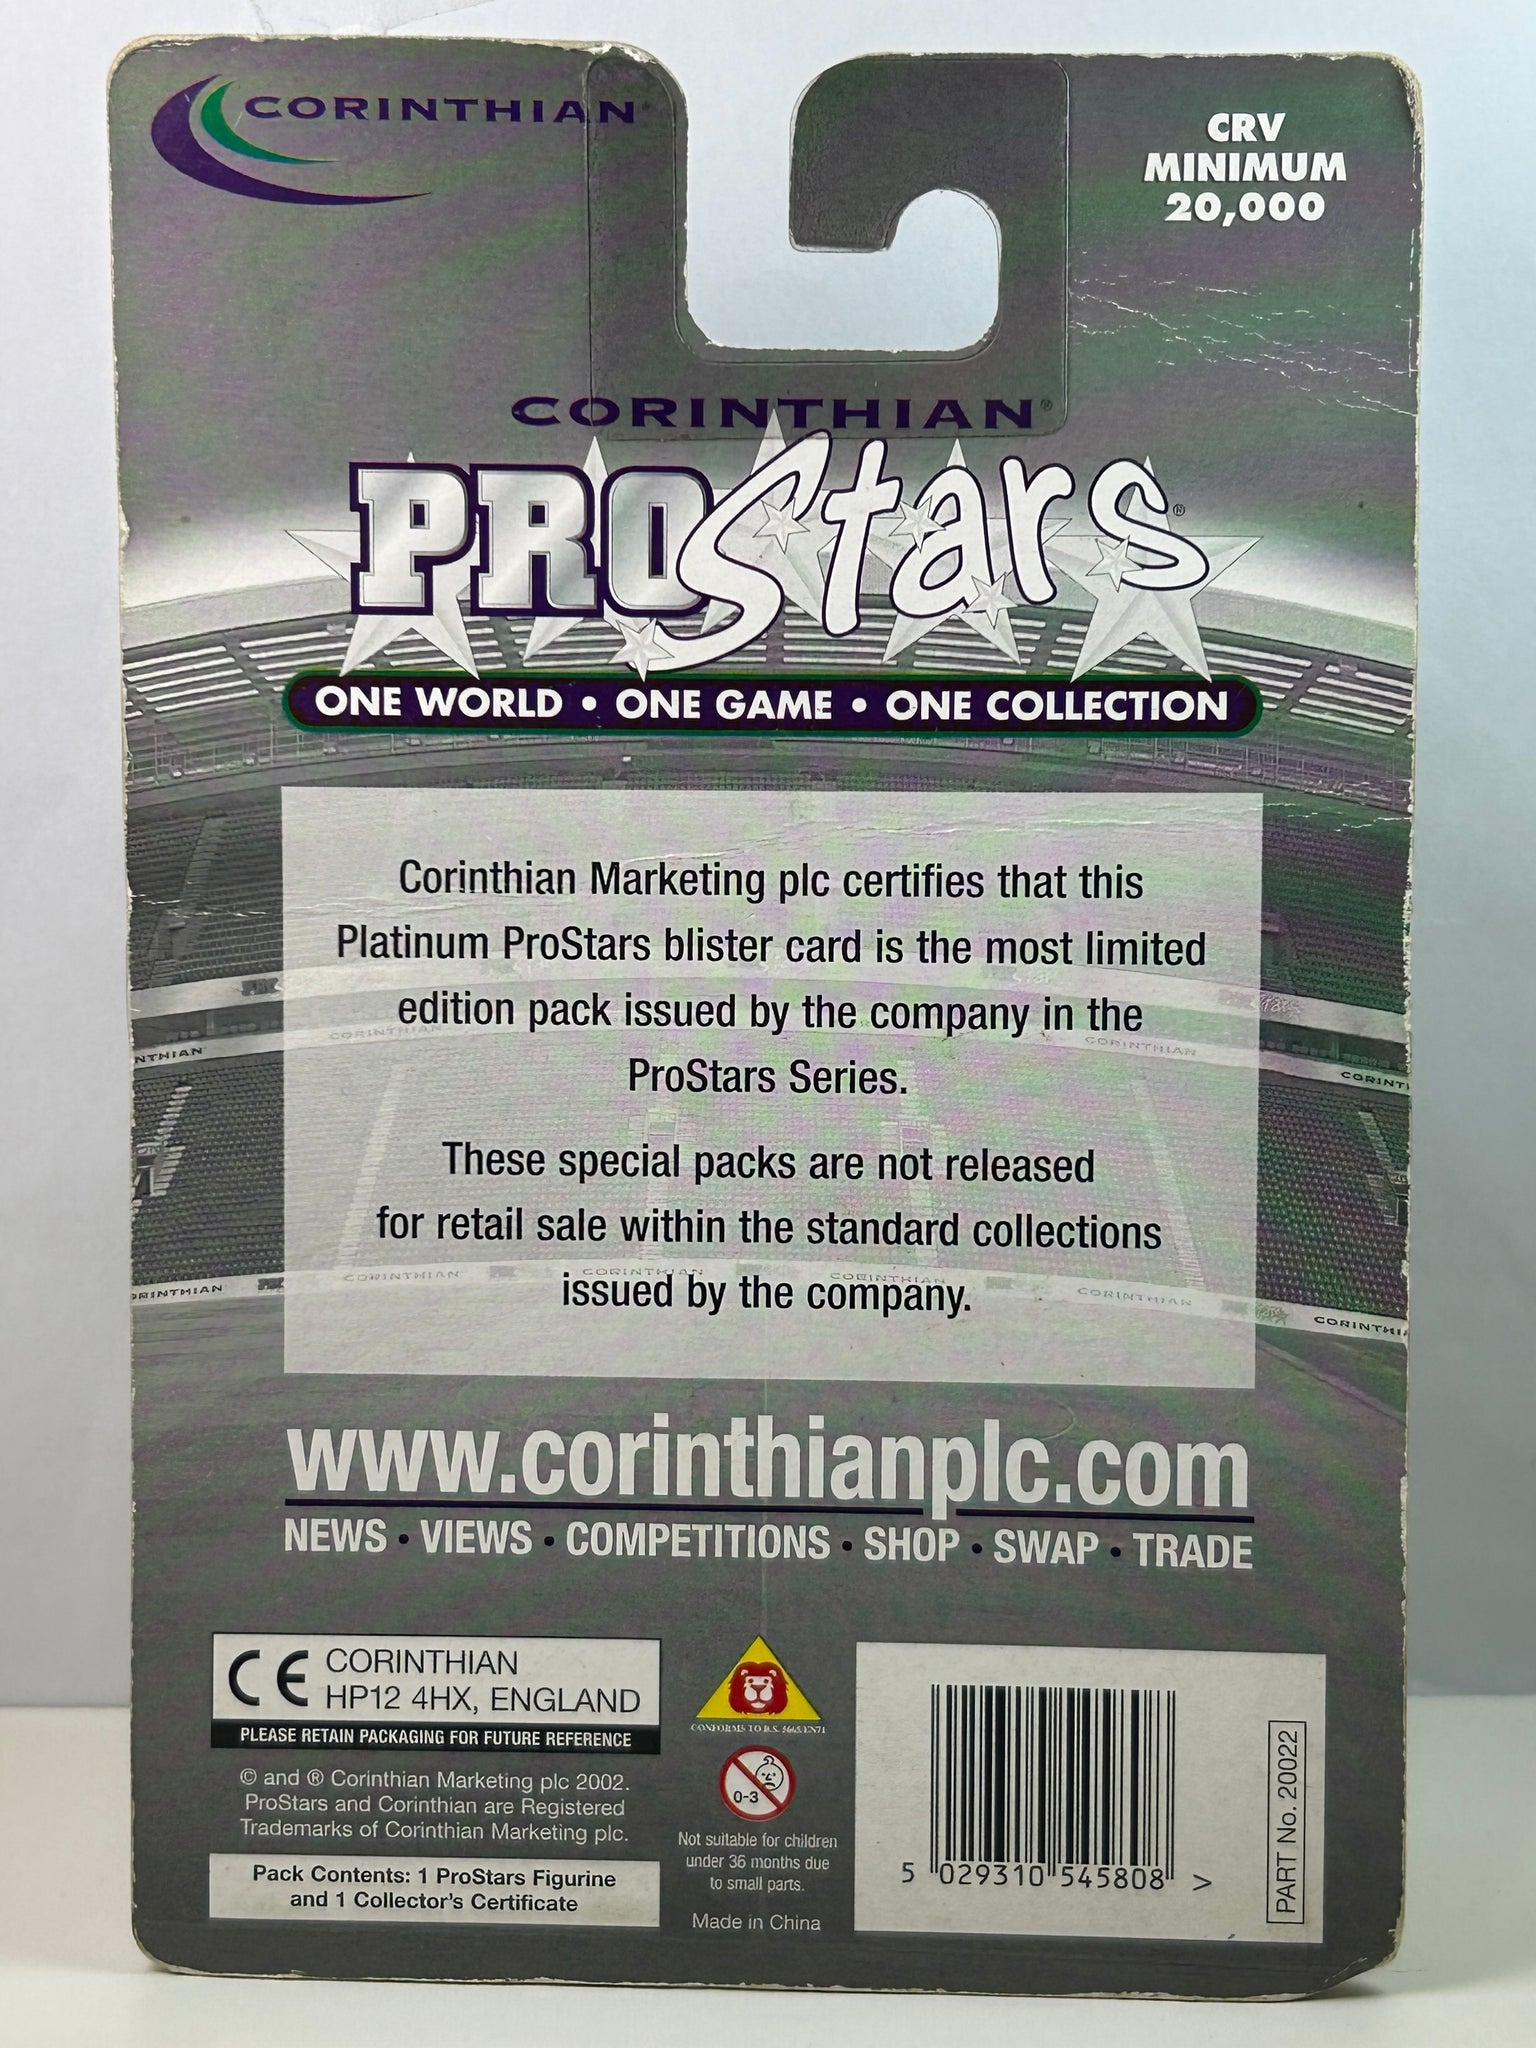 CORINTHIAN®
CRV
MINIMUM
20,000
CORINTHIAN®
PROStars®
ONE WORLD • ONE GAME • ONE COLLECTION
Corinthian Marketing plc certifies that this
Platinum ProStars blister card is the most limited
edition pack issued by the company in the
ProStars Series.
These special packs are not released
for retail sale within the standard collections
issued by the company.
www.corinthianplc.com
NEWS • VIEWS • COMPETITIONS • SHOP • SWAP • TRADE
CE CORINTHIAN
HP12 4HX, ENGLAND
PLEASE RETAIN PACKAGING FOR FUTURE REFERENCE
© and ® Corinthian Marketing plc 2002.
ProStars and Corinthian are Registered
Trademarks of Corinthian Marketing plc.
Pack Contents: 1 ProStars Figurine
and 1 Collector's Certificate
CONFORMS TO B.S. 5665/EN71
0-3
Not suitable for children
under 36 months due
to small parts.
Made in China
5 029310 545808 >
PART No. 20022